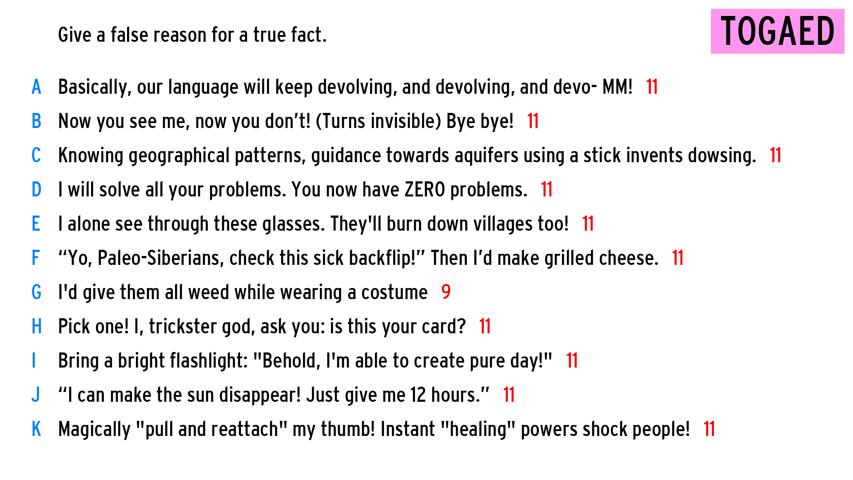 Give a false reason for a true fact.
TOGAED
A Basically, our language will keep devolving, and devolving, and devo- MM! 11
B Now you see me, now you don't! (Turns invisible) Bye bye! 11
C Knowing geographical patterns, guidance towards aquifers using a stick invents dowsing. 11
D I will solve all your problems. You now have ZERO problems. 11
E I alone see through these glasses. They'll burn down villages too! 11
F “Yo, Paleo-Siberians, check this sick backflip!” Then I'd make grilled cheese. 11
G I'd give them all weed while wearing a costume 9
H Pick one! I, trickster god, ask you: is this your card? 11
I Bring a bright flashlight: "Behold, I'm able to create pure day!" 11
J “I can make the sun disappear! Just give me 12 hours.” 11
K Magically "pull and reattach" my thumb! Instant "healing" powers shock people! 11